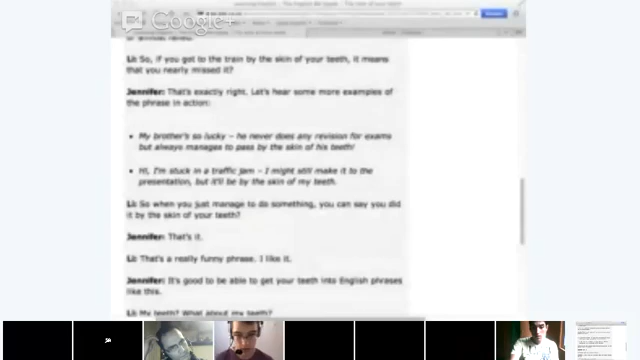 Google+
Li: So, if you got to the train by the skin of your teeth, it means
that you nearly missed it?
Jennifer: That's exactly right. Let's hear some more examples of
the phrase in action:
• My brother's so lucky – he never does any revision for exams
but always manages to pass by the skin of his teeth!
• Hi, I'm stuck in a traffic jam – I might still make it to the
presentation, but it'll be by the skin of my teeth.
Li: So when you just manage to do something, you can say you did
it by the skin of your teeth?
Jennifer: That's it.
Li: That's a really funny phrase. I like it.
Jennifer: It's good to be able to get your teeth into English phrases
like this.
Li: My teeth? What about my teeth?